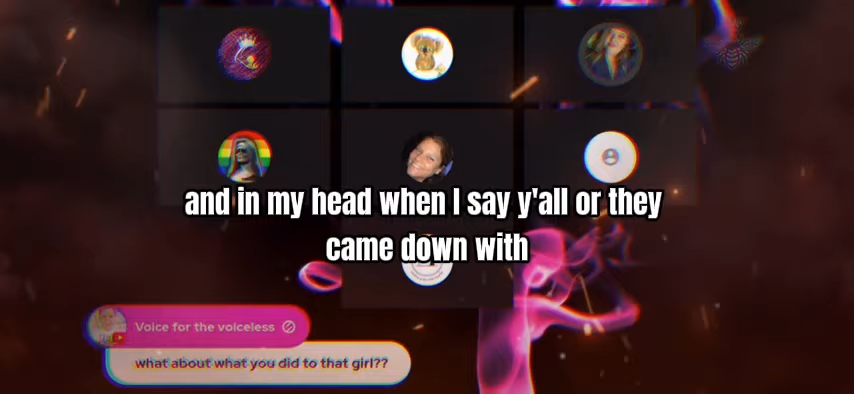 and in my head when I say y'all or they
came down with
Voice for the voiceless
what about what you did to that girl??